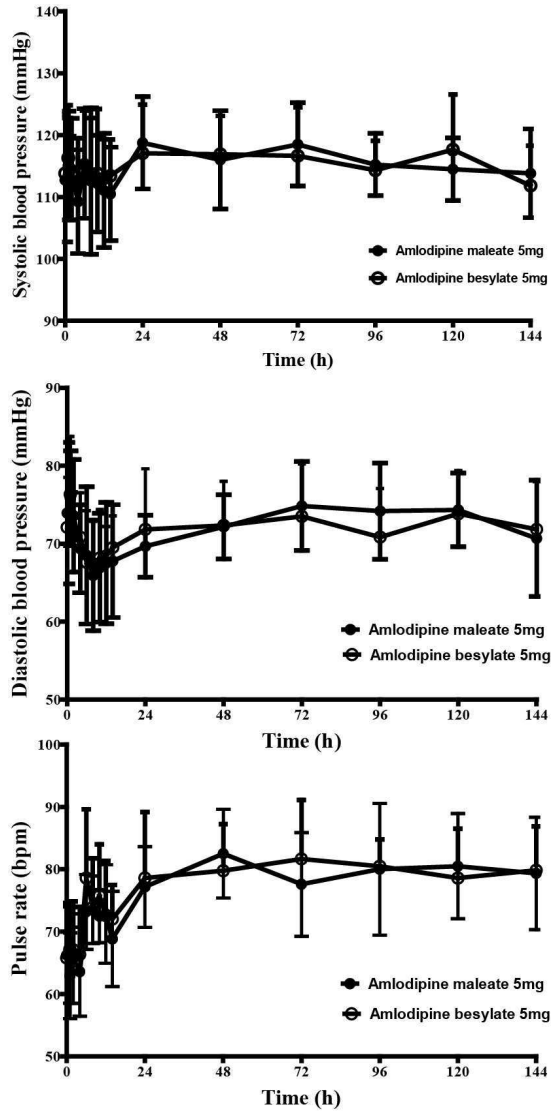 Systolic blood pressure (mmHg)
140
130
120
110
100
90
0 24 48 72 96 120 144
Time (h)
Amlodipine maleate 5mg
Amlodipine besylate 5mg
Diastolic blood pressure (mmHg)
90
80
70
60
50
0 24 48 72 96 120 144
Time (h)
Amlodipine maleate 5mg
Amlodipine besylate 5mg
Pulse rate (bpm)
100
90
80
70
60
50
0 24 48 72 96 120 144
Time (h)
Amlodipine maleate 5mg
Amlodipine besylate 5mg